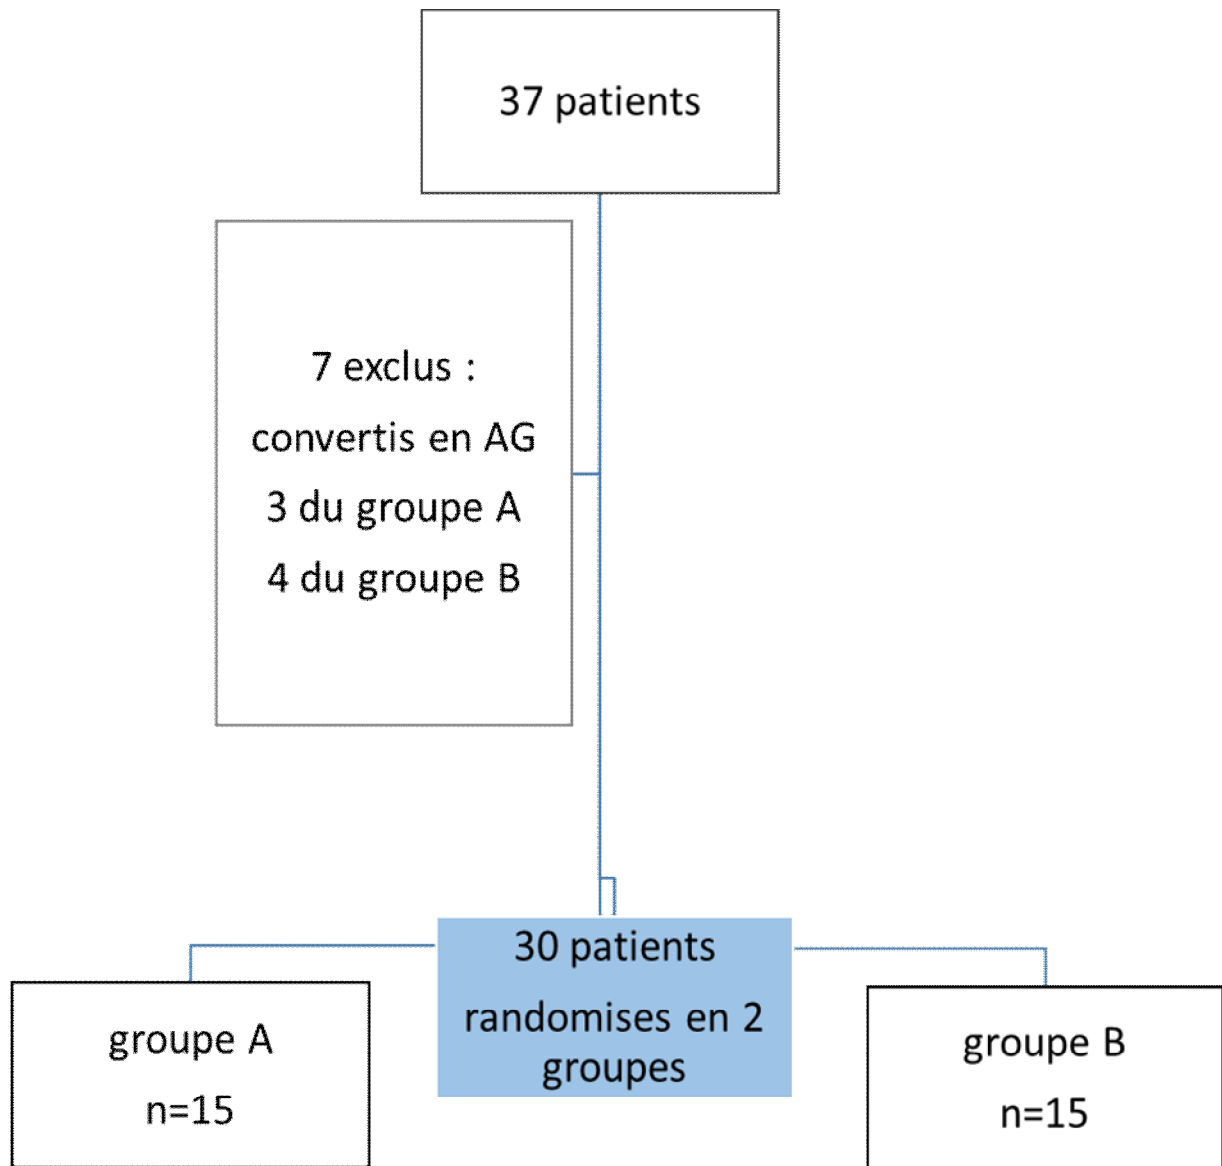 37 patients
7 exclus :
convertis en AG
3 du groupe A
4 du groupe B
30 patients
randomises en 2
groupes
groupe A
n=15
groupe B
n=15